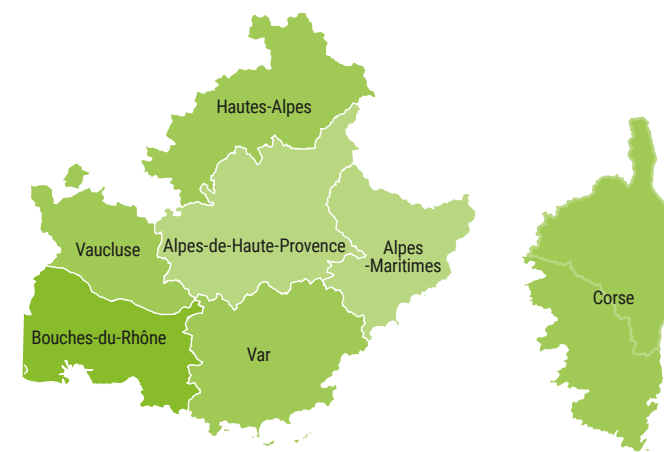 Hautes-Alpes
Vaucluse
Alpes-de-Haute-Provence
Alpes
-Maritimes
Corse
Bouches-du-Rhône
Var